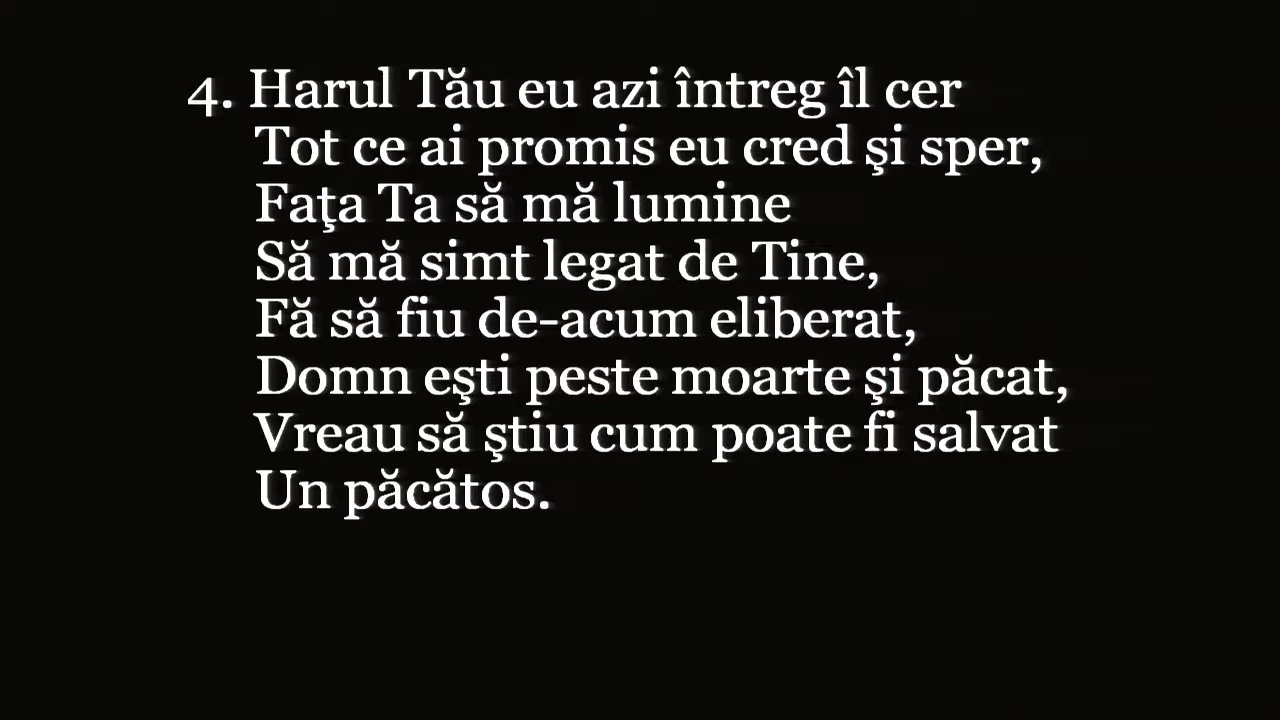 4. Harul Tău eu azi întreg îl cer
Tot ce ai promis eu cred şi sper,
Faţa Ta să mă lumine
Să mă simt legat de Tine,
Fă să fiu de-acum eliberat,
Domn eşti peste moarte şi păcat,
Vreau să ştiu cum poate fi salvat
Un păcătos.